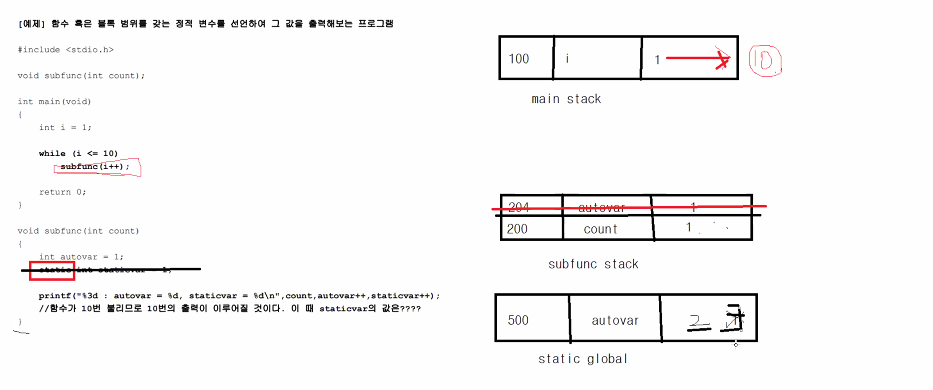 [예제] 함수 혹은 블록 범위를 갖는 정적 변수를 선언하여 그 값을 출력해보는 프로그램
#include <stdio.h>
void subfunc(int count);
int main(void)
{
int i = 1;
while (i <= 10)
subfunc(i++);
return 0;
}
void subfunc(int count)
{
int autovar = 1;
static int staticvar = 1;
printf("%3d : autovar = %d, staticvar = %d\n",count,autovar++,staticvar++);
//함수가 10번 불리므로 10번의 출력이 이루어질 것이다. 이 때 staticvar의 값은????
}
100 i 1 10
main stack
204 autovar 1
200 count 1
subfunc stack
500 autovar 2
static global